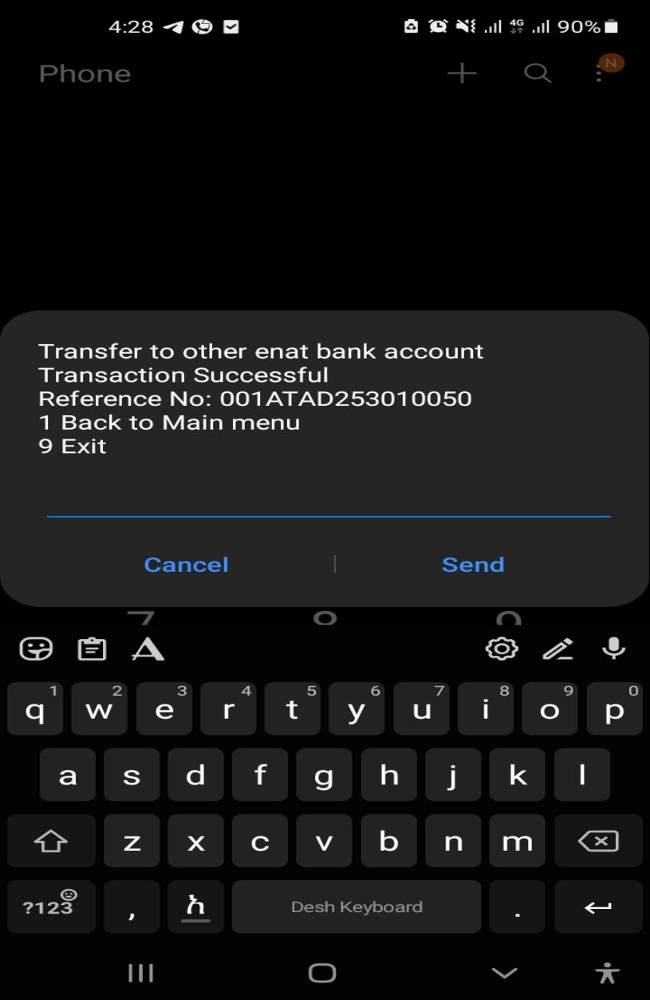 4:28
4G
90%
Phone
N
Transfer to other enat bank account
Transaction Successful
Reference No: 001ATAD253010050
1 Back to Main menu
9 Exit
Cancel | Send
1 2 3 4 5 6 7 8 9 0
q w e r t y u i o p
a s d f g h j k l
z x c v b n m
?123 , አ Desh Keyboard .